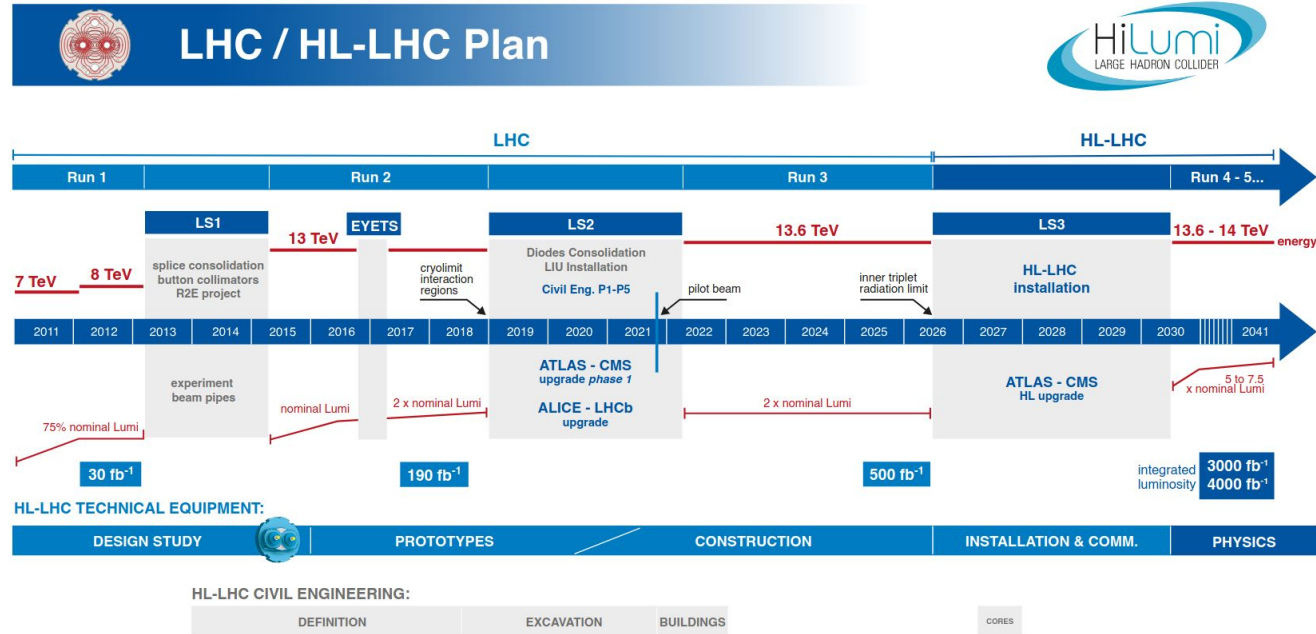 LHC / HL-LHC Plan
HiLumi
LARGE HADRON COLLIDER
LHC
HL-LHC
Run 1
Run 2
Run 3
Run 4 - 5...
LS1
EYETS
LS2
LS3
13 TeV
13.6 TeV
13.6 - 14 TeV
energy
7 TeV
8 TeV
splice consolidation
button collimators
R2E project
cryolimit
interaction
regions
Diodes Consolidation
LIU Installation
Civil Eng. P1-P5
pilot beam
inner triplet
radiation limit
HL-LHC
installation
2011 2012 2013 2014 2015 2016 2017 2018 2019 2020 2021 2022 2023 2024 2025 2026 2027 2028 2029 2030 2041
experiment
beam pipes
ATLAS - CMS
upgrade phase 1
ALICE - LHCb
upgrade
ATLAS - CMS
HL upgrade
5 to 7.5
x nominal Lumi
75% nominal Lumi
nominal Lumi
2 x nominal Lumi
2 x nominal Lumi
30 fb⁻¹
190 fb⁻¹
500 fb⁻¹
integrated
luminosity
3000 fb⁻¹
4000 fb⁻¹
HL-LHC TECHNICAL EQUIPMENT:
DESIGN STUDY
PROTOTYPES
CONSTRUCTION
INSTALLATION & COMM.
PHYSICS
HL-LHC CIVIL ENGINEERING:
DEFINITION
EXCAVATION
BUILDINGS
CORES